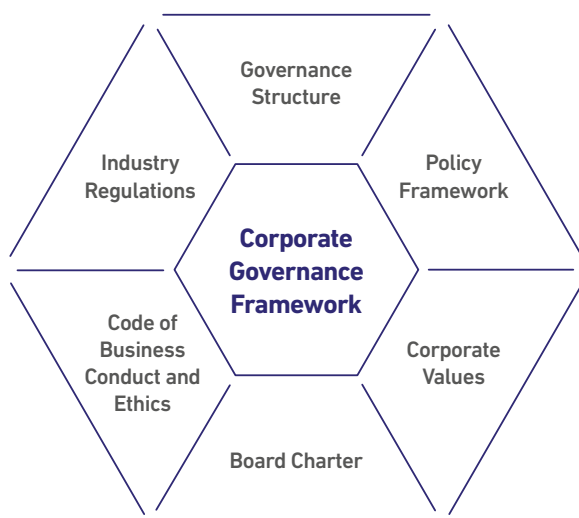 Governance
Structure
Industry
Regulations
Policy
Framework
Corporate
Governance
Framework
Code of
Business
Conduct and
Ethics
Corporate
Values
Board Charter